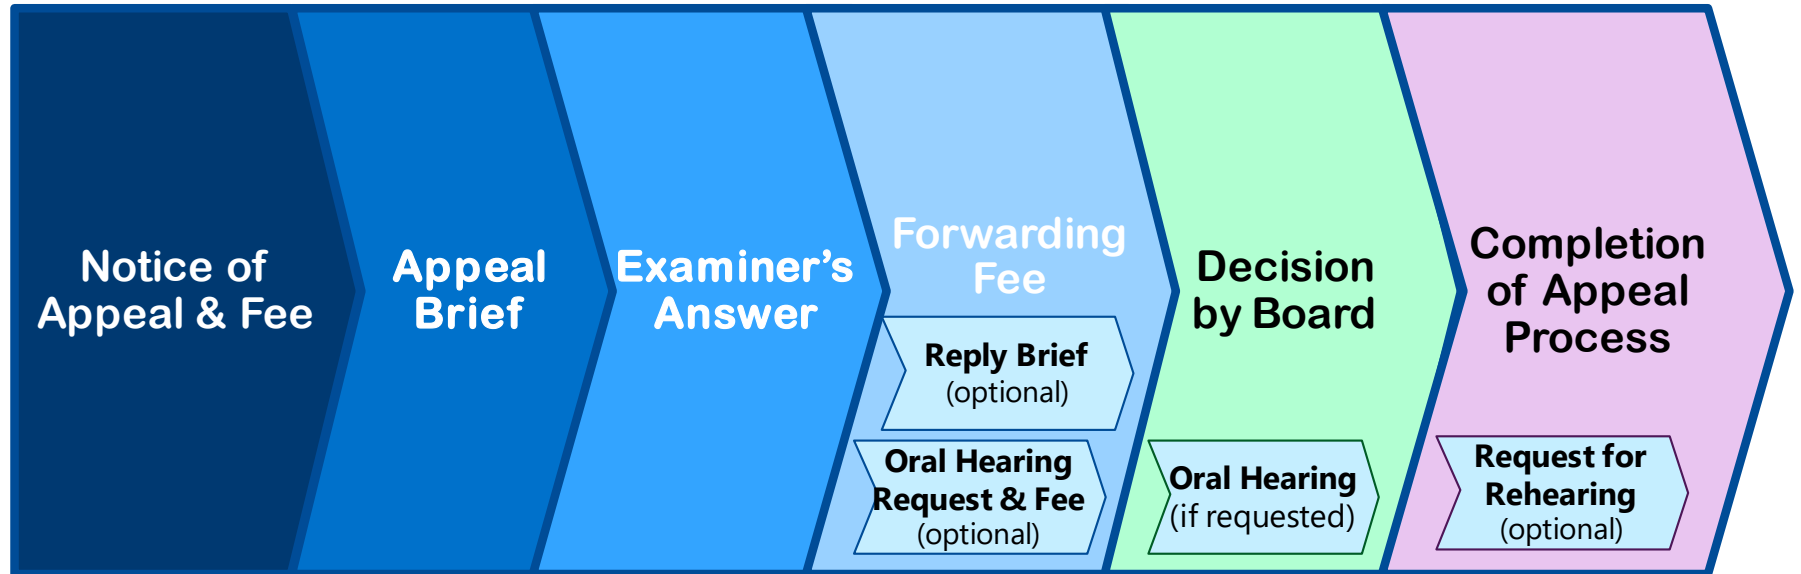 Notice of
Appeal & Fee
Appeal
Brief
Examiner’s
Answer
Forwarding
Fee
Reply Brief
(optional)
Oral Hearing
Request & Fee
(optional)
Decision
by Board
Oral Hearing
(if requested)
Completion
of Appeal
Process
Request for
Rehearing
(optional)